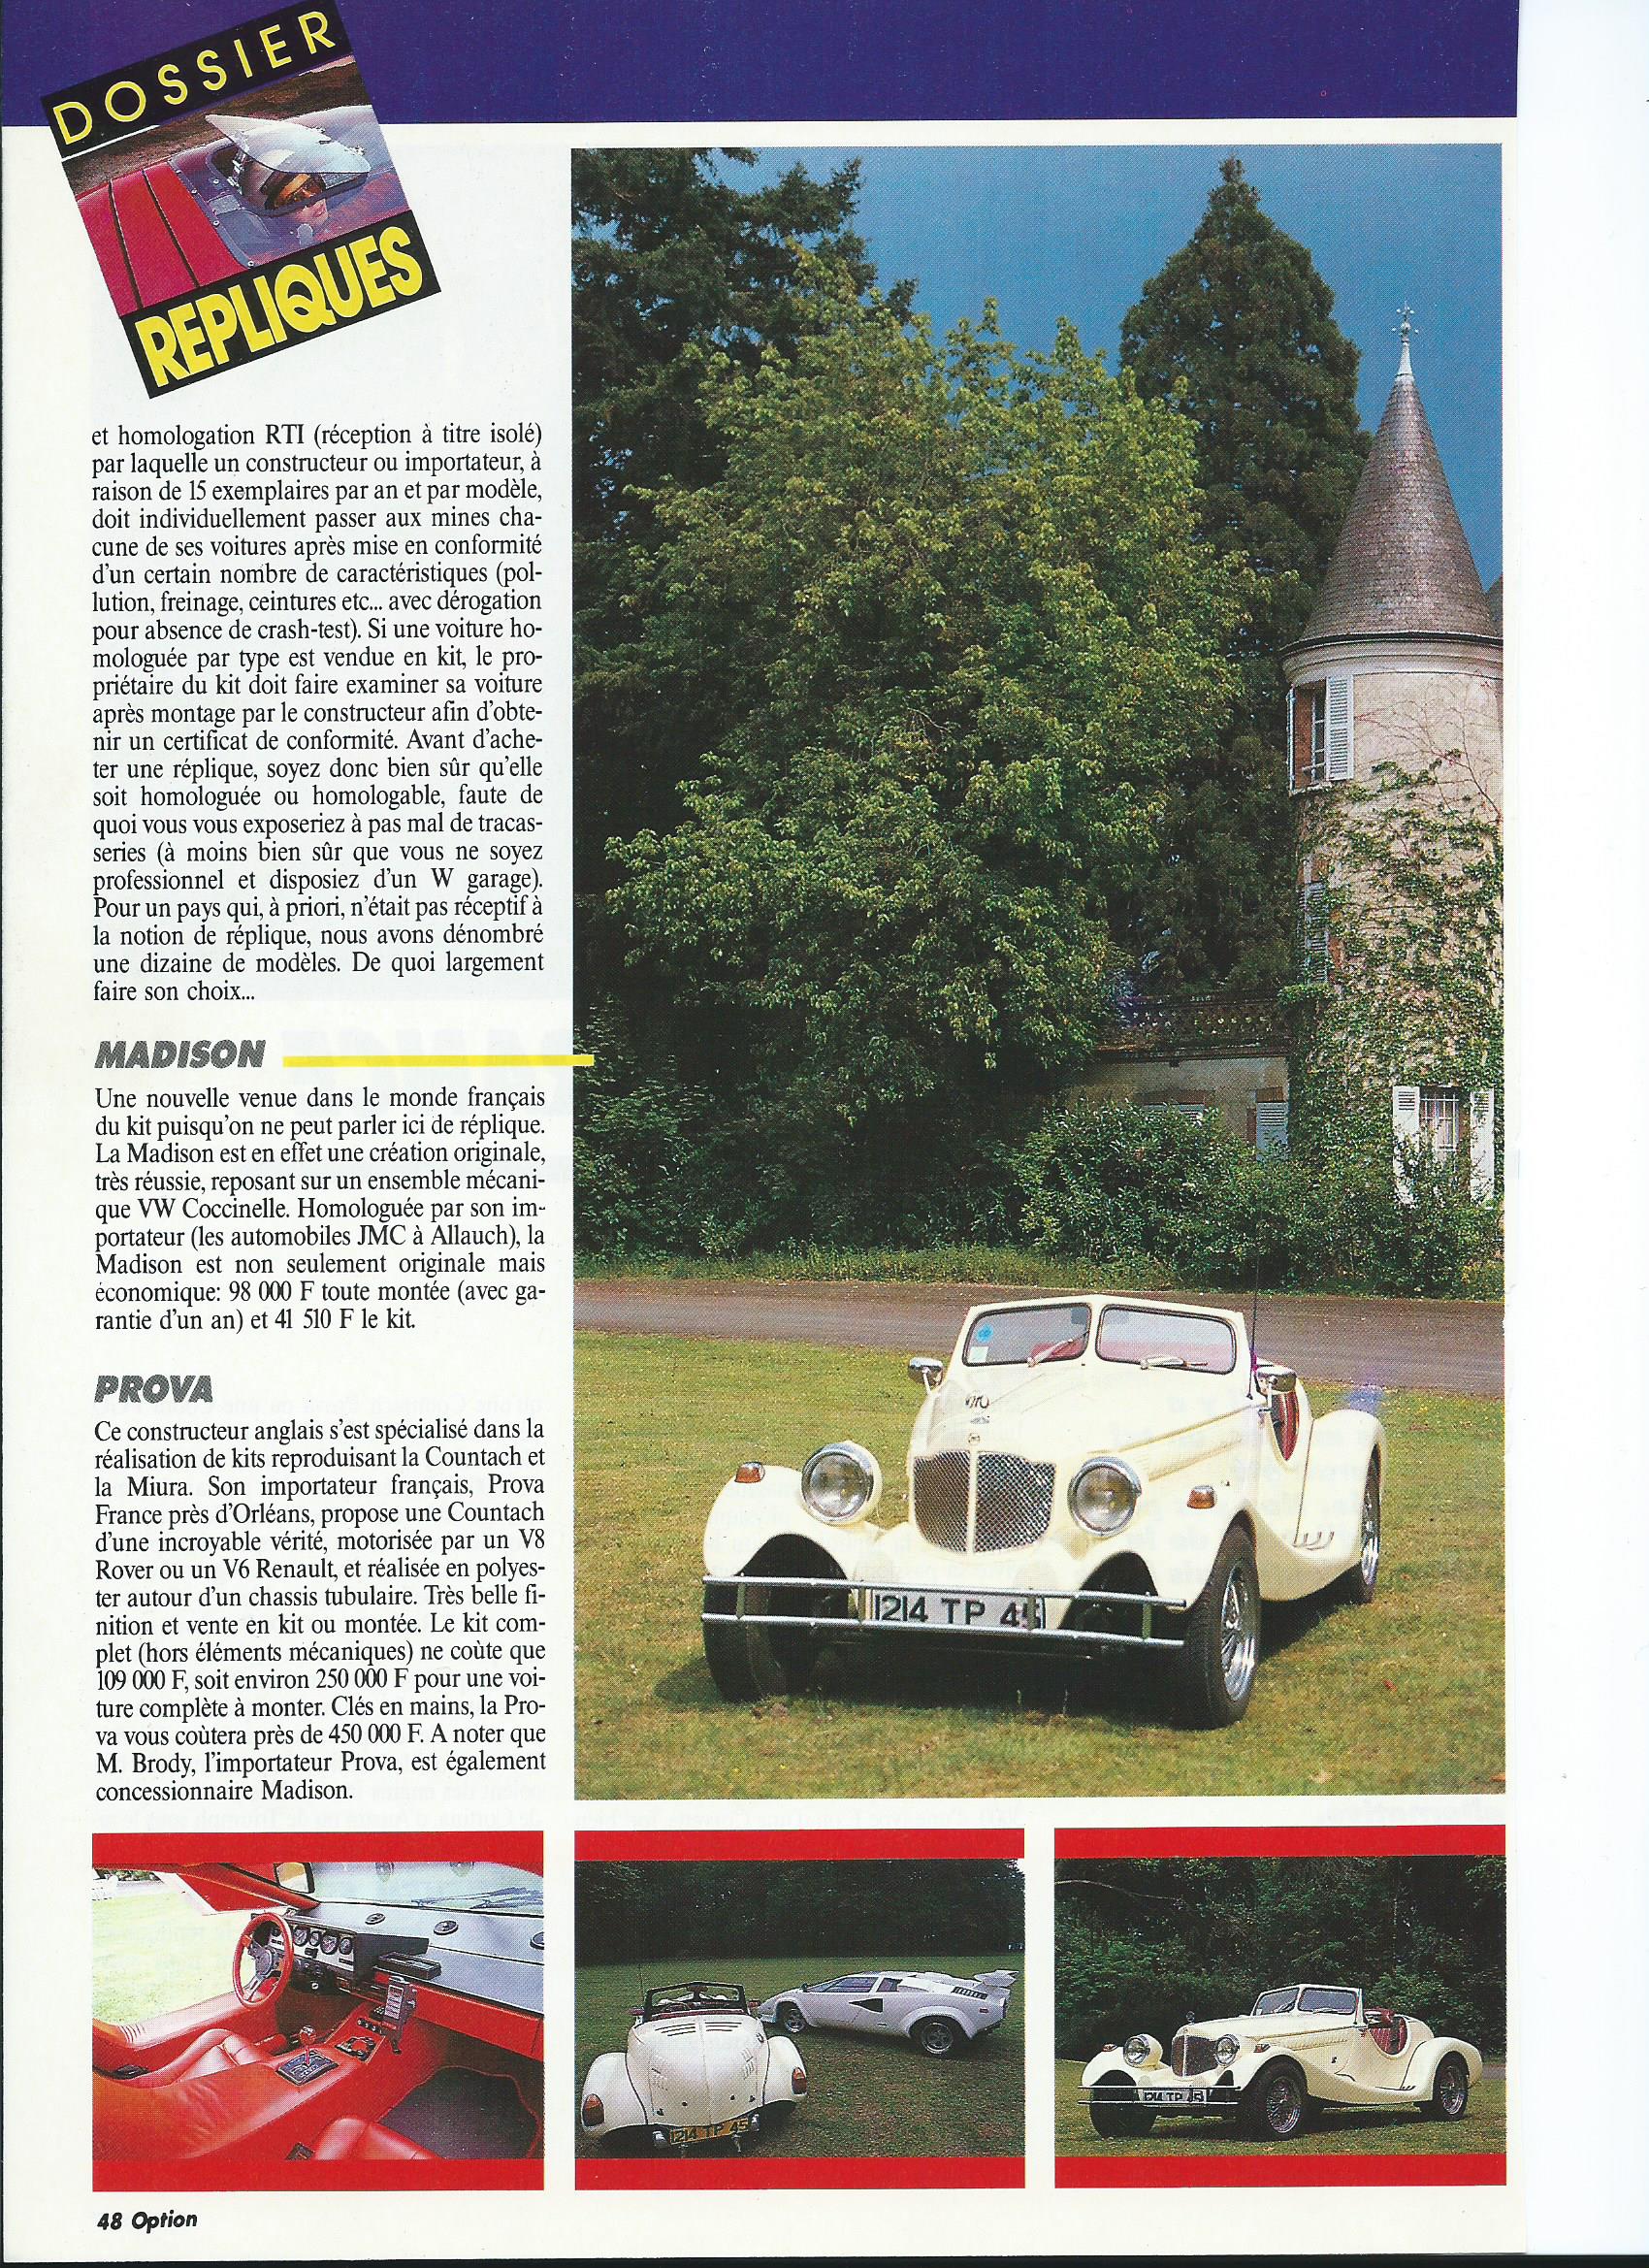 DOSSIER
REPLIQUES
et homologation RTI (réception à titre isolé)
par laquelle un constructeur ou importateur, à
raison de 15 exemplaires par an et par modèle,
doit individuellement passer aux mines cha-
cune de ses voitures après mise en conformité
d'un certain nombre de caractéristiques (pol-
lution, freinage, ceintures etc... avec dérogation
pour absence de crash-test). Si une voiture ho-
mologuée par type est vendue en kit, le pro-
priétaire du kit doit faire examiner sa voiture
après montage par le constructeur afin d'obte-
nir un certificat de conformité. Avant d'ache-
ter une réplique, soyez donc bien sûr qu'elle
soit homologuée ou homologable, faute de
quoi vous vous exposeriez à pas mal de tracas-
series (à moins bien sûr que vous ne soyez
professionnel et disposiez d'un W garage).
Pour un pays qui, à priori, n'était pas réceptif à
la notion de réplique, nous avons dénombré
une dizaine de modèles. De quoi largement
faire son choix...
MADISON
Une nouvelle venue dans le monde français
du kit puisqu'on ne peut parler ici de réplique.
La Madison est en effet une création originale,
très réussie, reposant sur un ensemble mécani-
que VW Coccinelle. Homologuée par son im-
portateur (les automobiles JMC à Allauch), la
Madison est non seulement originale mais
économique: 98 000 F toute montée (avec ga-
rantie d'un an) et 41 510 F le kit.
PROVA
Ce constructeur anglais s'est spécialisé dans la
réalisation de kits reproduisant la Countach et
la Miura. Son importateur français, Prova
France près d'Orléans, propose une Countach
d'une incroyable vérité, motorisée par un V8
Rover ou un V6 Renault, et réalisée en polyes-
ter autour d'un chassis tubulaire. Très belle fi-
nition et vente en kit ou montée. Le kit com-
plet (hors éléments mécaniques) ne coùte que
109 000 F, soit environ 250 000 F pour une voi-
ture complète à monter. Clés en mains, la Pro-
va vous coùtera près de 450 000 F. A noter que
M. Brody, l'importateur Prova, est également
concessionnaire Madison.
1214 TP 45
1214 TP 45
1214 TP 45
48 Option